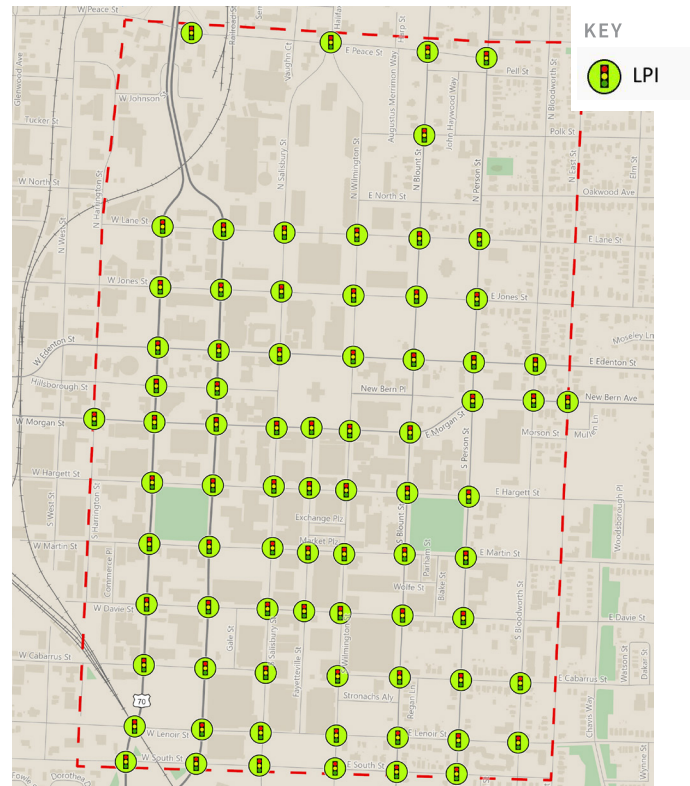 W Peace St
KEY
LPI
Glenwood Ave
Railroad St
Vaughn Ct
Halifax
E Peace St
Augustus Merrimon Way
John Haywood Way
Pell St
N Bloodworth St
W Johnson
Tucker St
Polk St
N East St
Elm St
W North St
N Harrington St
N Salisbury St
N Wilmington St
N Blount St
N Person St
E North St
Oakwood Ave
N West St
W Lane St
E Lane St
W Jones St
E Jones St
Moseley Ln
W Edenton St
E Edenton St
Hillsborough St
New Bern Pl
New Bern Ave
W Morgan St
E Morgan St
Morson St
S Person St
W Hargett St
E Hargett St
S West St
S Harrington St
Exchange Plz
S Blount St
Woodsborough Pl
Market Plz
W Martin St
E Martin St
Commerce Pl
Parham St
Wolfe St
Blake St
S Bloodworth St
W Davie St
E Davie St
Gale St
S Salisbury St
Fayetteville St
Wilmington St
Watson St
Dakar St
W Cabarrus St
E Cabarrus St
Stronachs Aly
Regan Ln
70
Chavis Way
W Lenoir St
E Lenoir St
W South St
E South St
Wynne St
Fowle
Dorothea